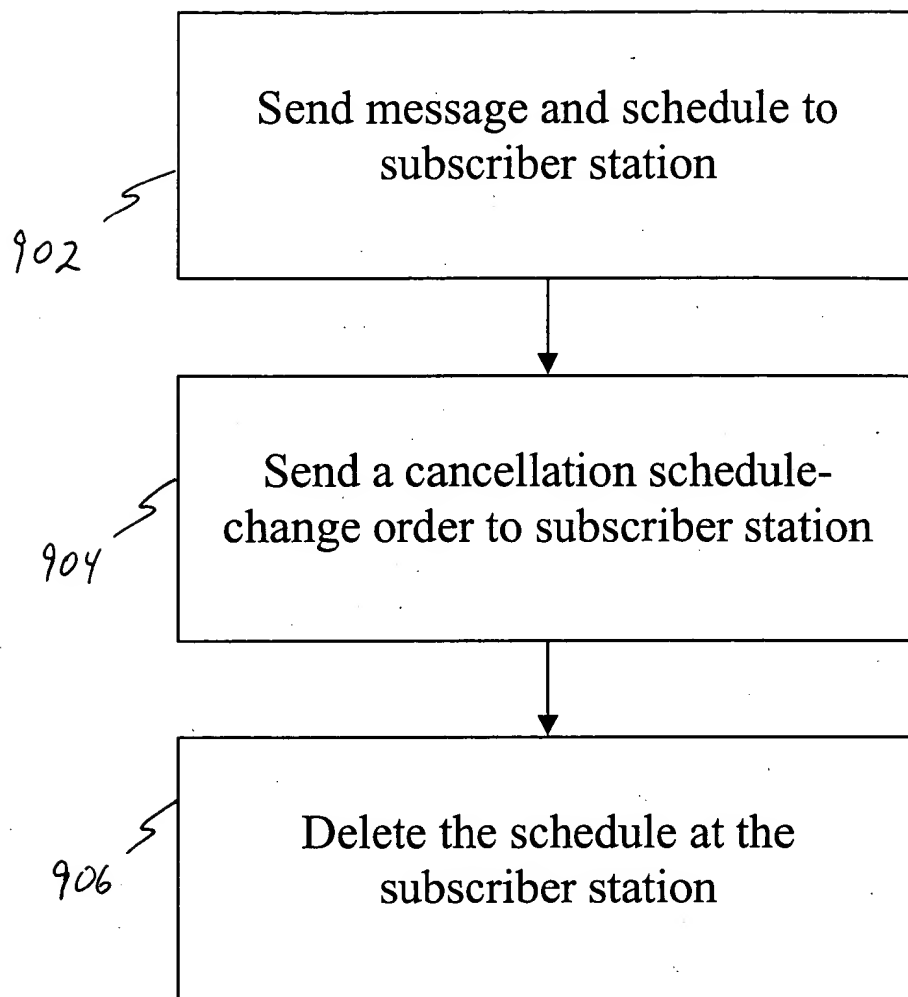 Send message and schedule to
subscriber station
902
Send a cancellation schedule-
change order to subscriber station
904
Delete the schedule at the
subscriber station
906